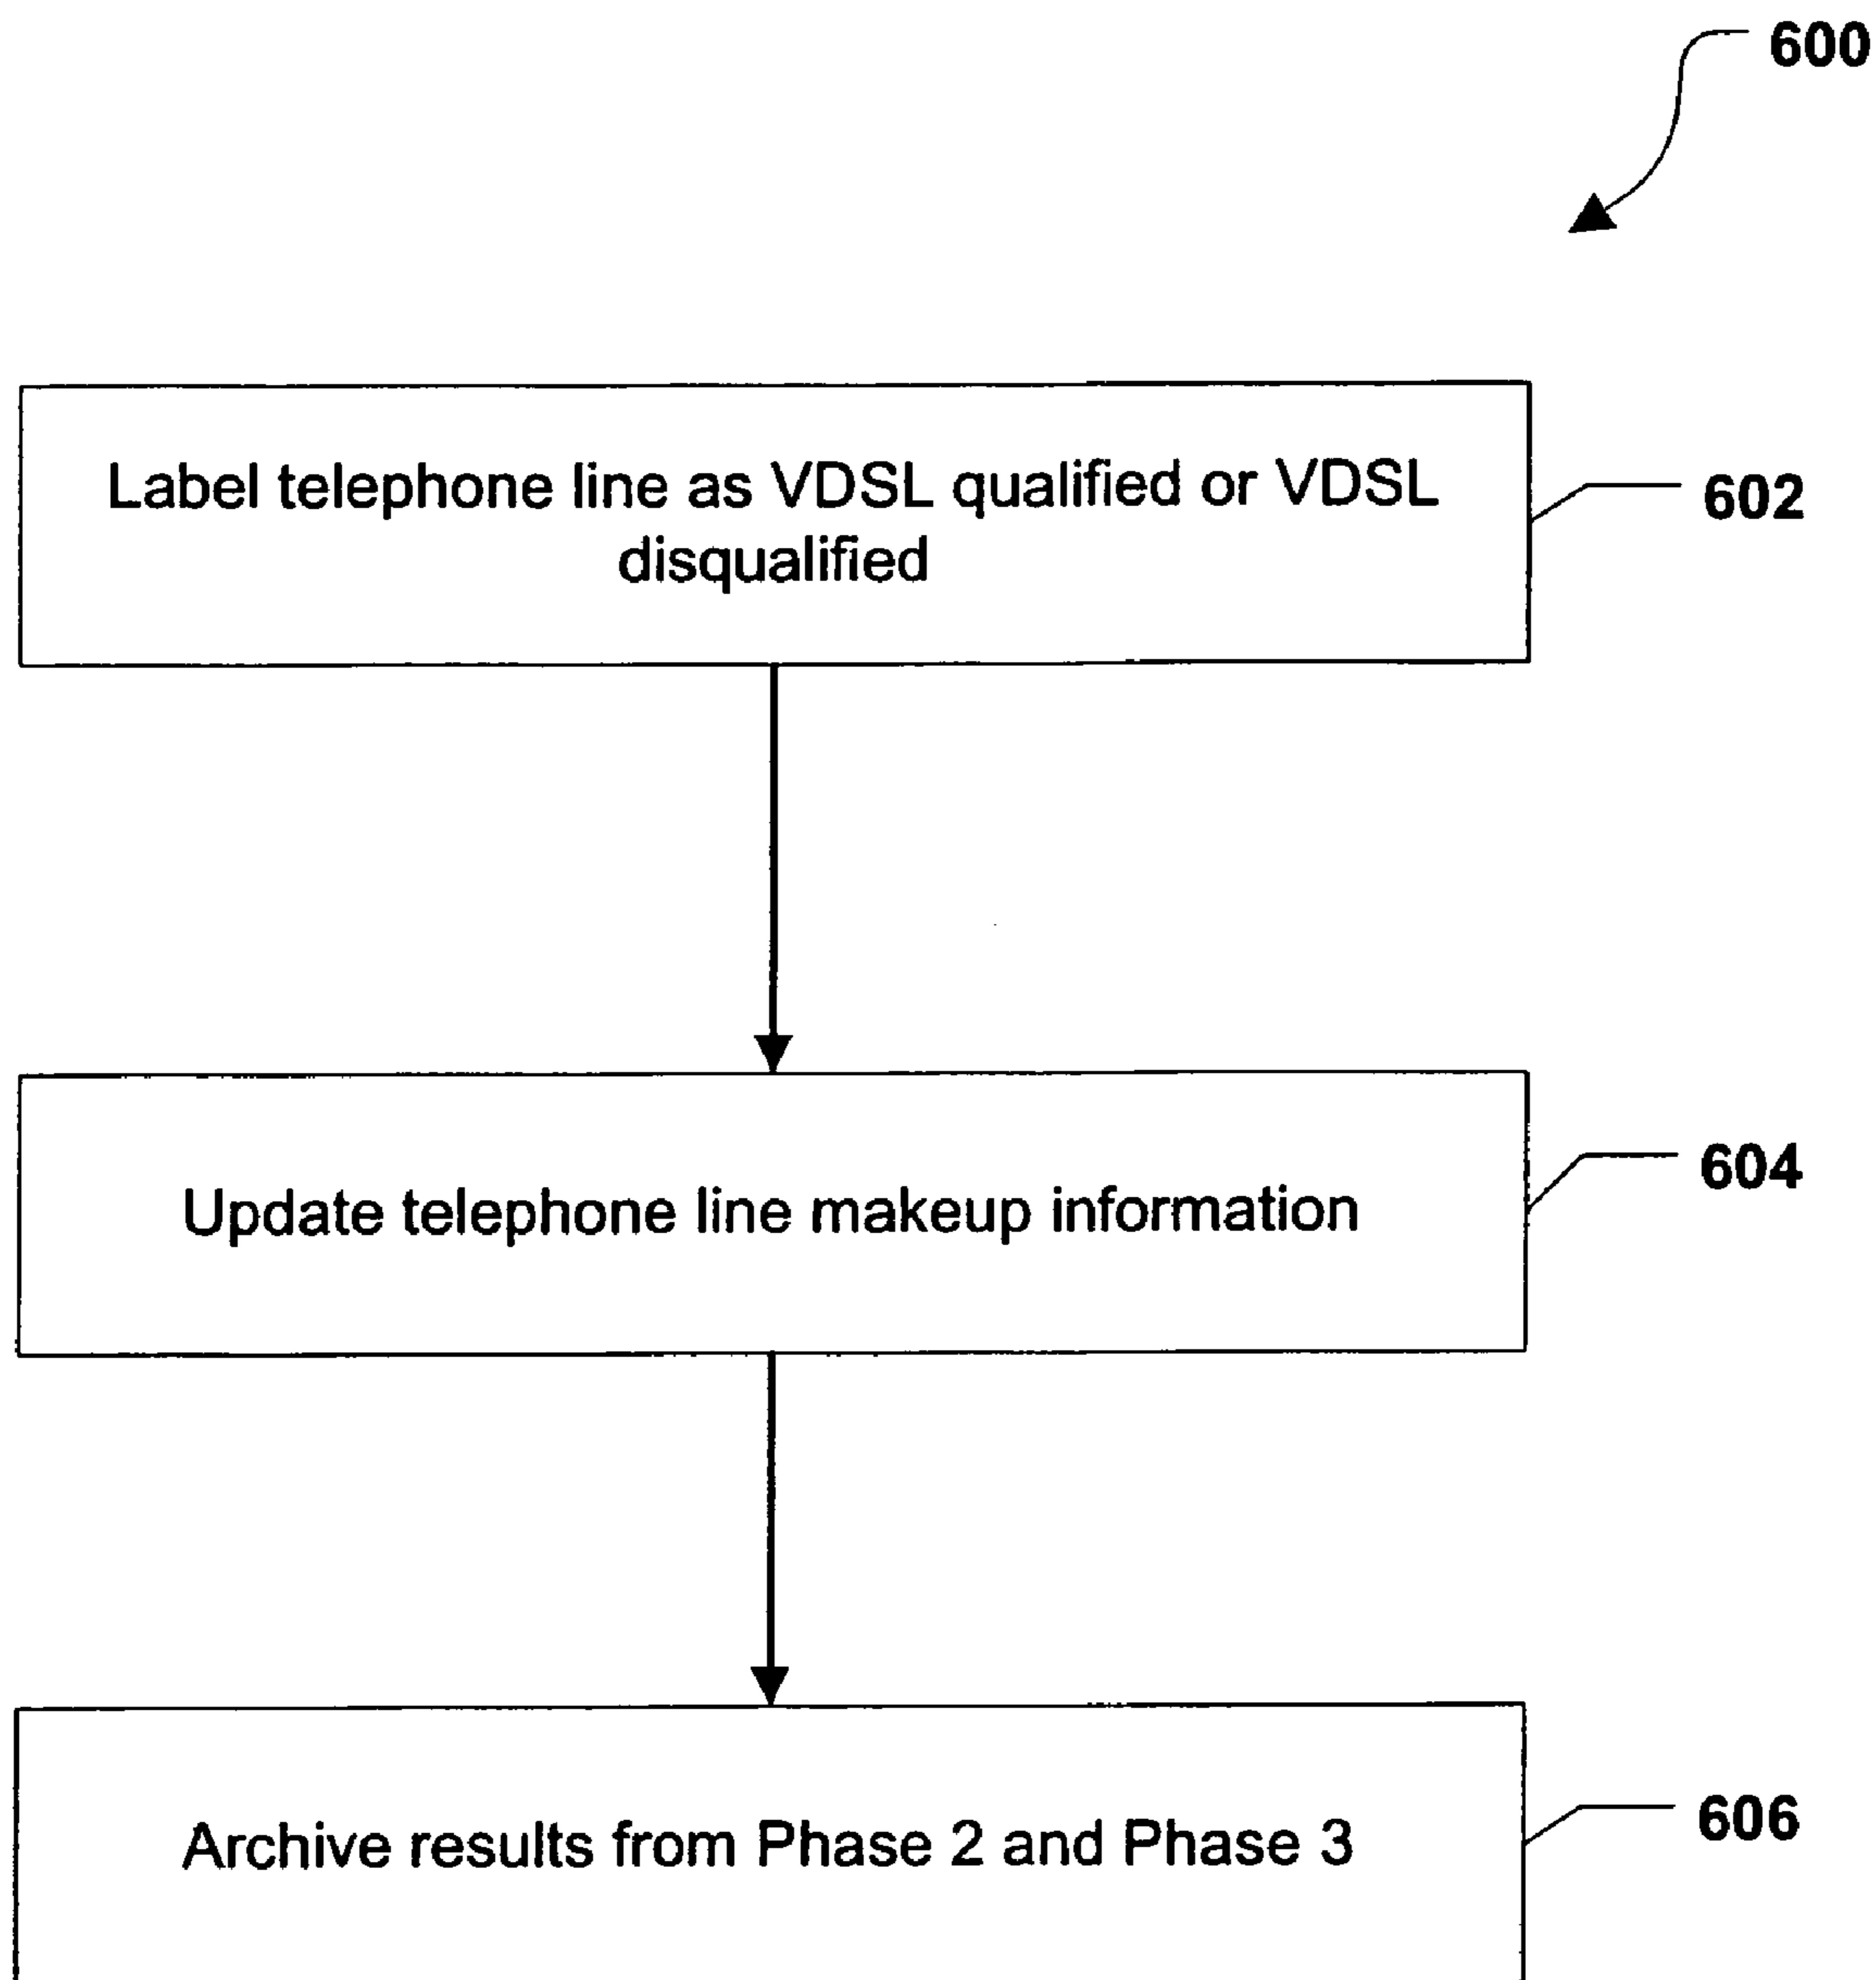 600
Label telephone line as VDSL qualified or VDSL
disqualified
602
Update telephone line makeup information
604
Archive results from Phase 2 and Phase 3
606